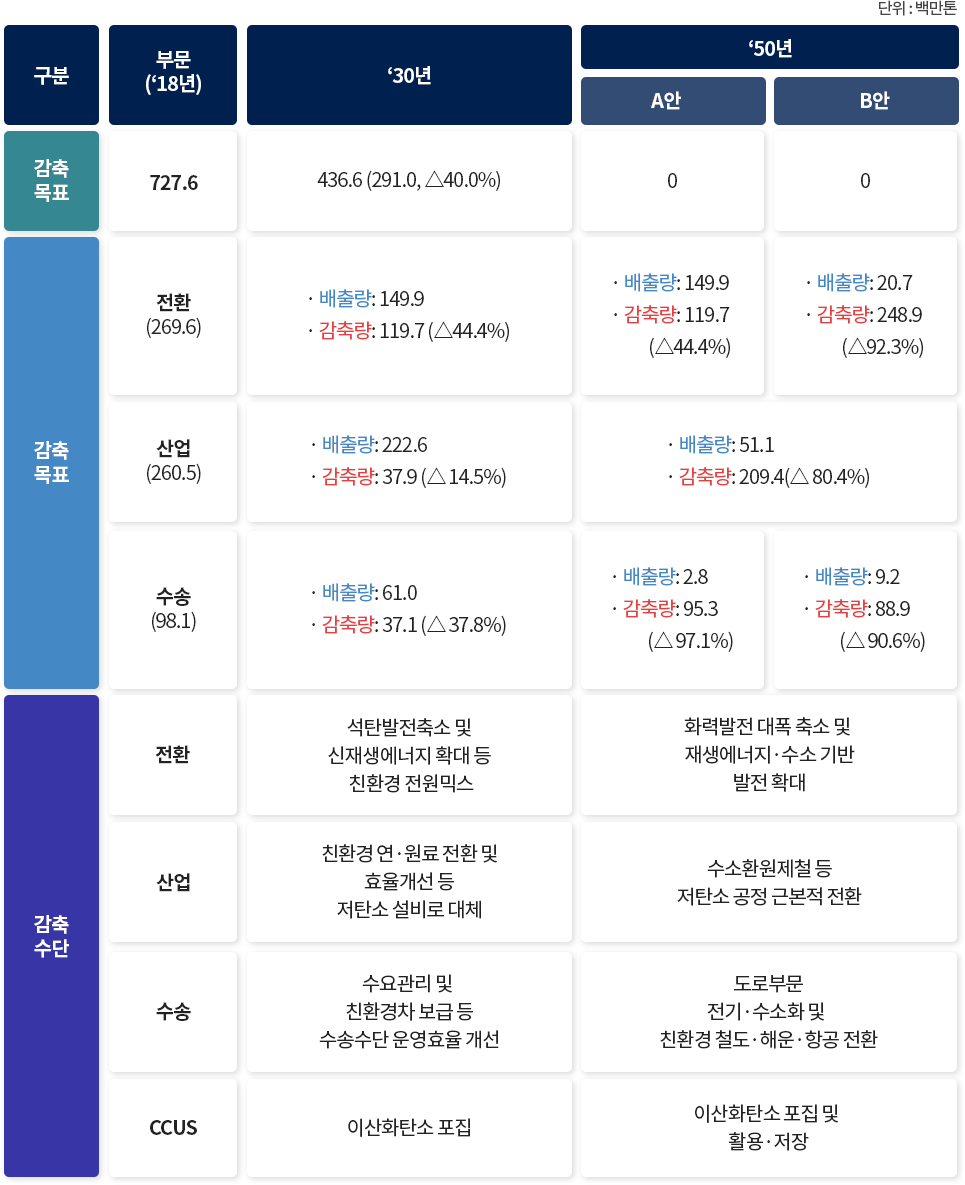 단위 : 백만톤
구분
부문
(‘18년)
‘30년
‘50년
A안
B안
감축
목표
727.6
436.6 (291.0, △40.0%)
0
0
감축
목표
전환
(269.6)
· 배출량: 149.9
· 감축량: 119.7 (△44.4%)
· 배출량: 149.9
· 감축량: 119.7
(△44.4%)
· 배출량: 20.7
· 감축량: 248.9
(△92.3%)
산업
(260.5)
· 배출량: 222.6
· 감축량: 37.9 (△ 14.5%)
· 배출량: 51.1
· 감축량: 209.4(△ 80.4%)
수송
(98.1)
· 배출량: 61.0
· 감축량: 37.1 (△ 37.8%)
· 배출량: 2.8
· 감축량: 95.3
(△ 97.1%)
· 배출량: 9.2
· 감축량: 88.9
(△ 90.6%)
감축
수단
전환
석탄발전축소 및
신재생에너지 확대 등
친환경 전원믹스
화력발전 대폭 축소 및
재생에너지·수소 기반
발전 확대
산업
친환경 연·원료 전환 및
효율개선 등
저탄소 설비로 대체
수소환원제철 등
저탄소 공정 근본적 전환
수송
수요관리 및
친환경차 보급 등
수송수단 운영효율 개선
도로부문
전기·수소화 및
친환경 철도·해운·항공 전환
CCUS
이산화탄소 포집
이산화탄소 포집 및
활용·저장